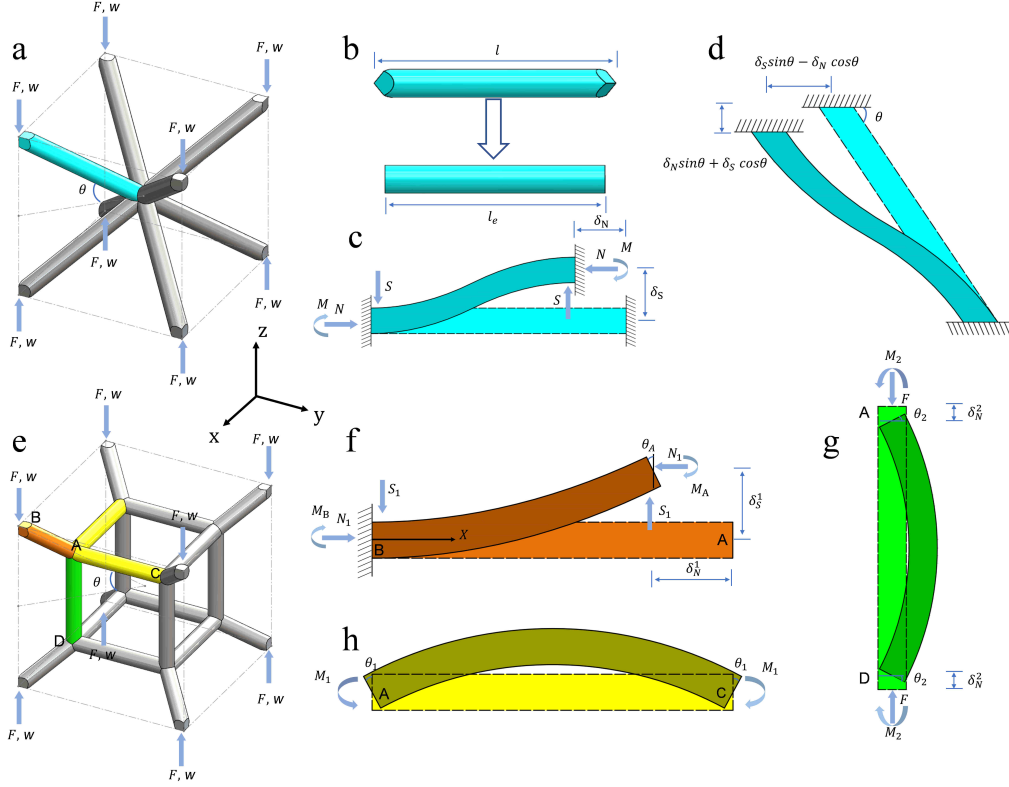 a
F, w
F, w
F, w
F, w
θ
F, w
F, w
F, w
F, w
b
l
l_e
c
δ_N
N
M
S
M
N
S
δ_S
d
δ_S sinθ − δ_N cosθ
θ
δ_N sinθ + δ_S cosθ
z
y
x
e
F, w
F, w
F, w
F, w
B
A
C
θ
D
F, w
F, w
F, w
F, w
f
θ_A
N_1
S_1
M_A
δ_S^1
M_B
N_1
S_1
X
B
A
δ_N^1
g
M_2
F
A
θ_2
δ_N^2
D
θ_2
δ_N^2
F
M_2
h
θ_1
θ_1
M_1
M_1
A
C